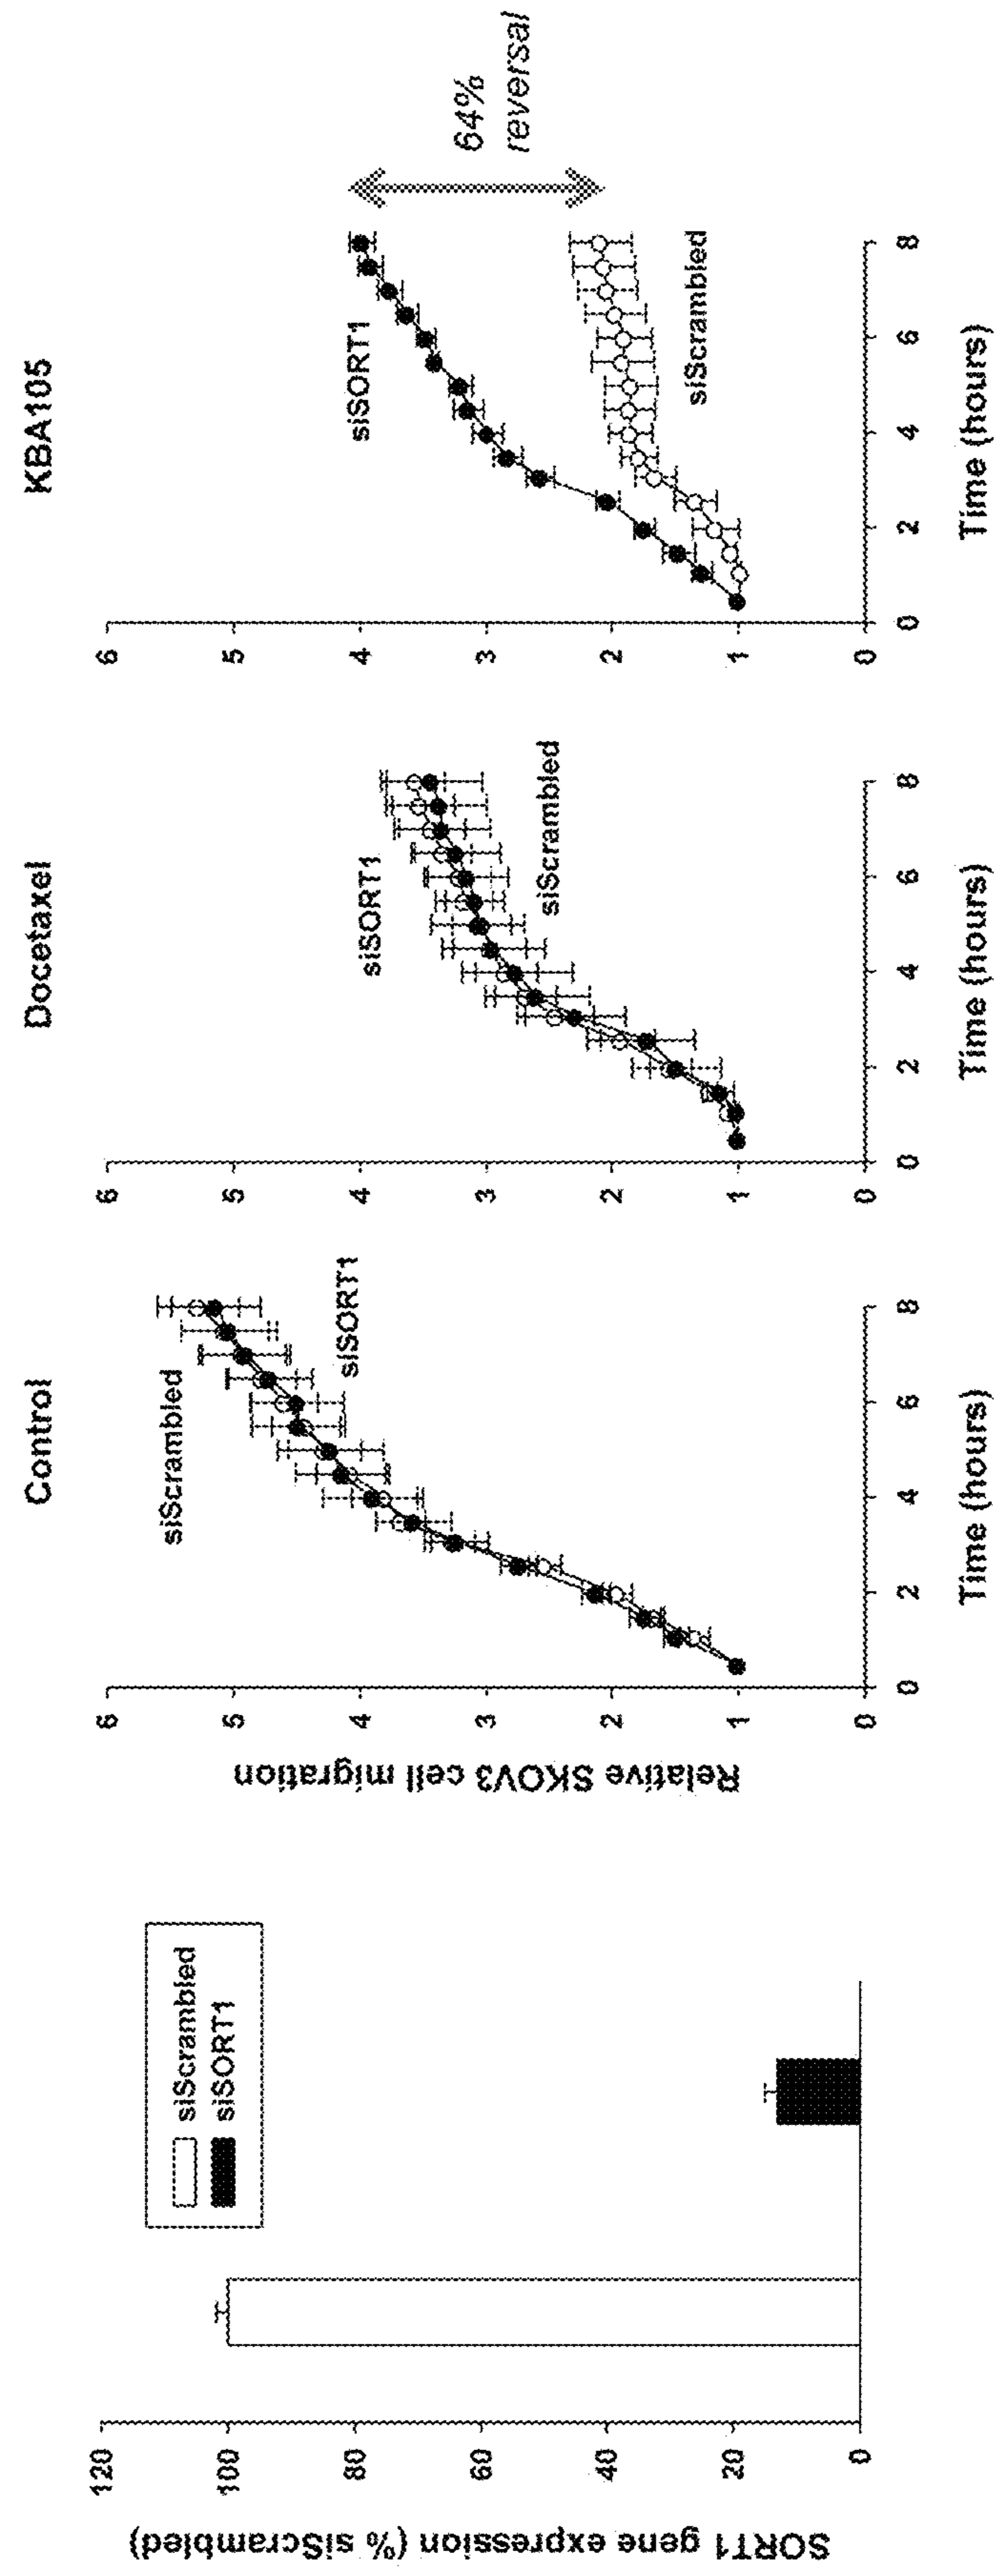 SORT1 gene expression (% siScrambled)
120
100
80
60
40
20
0
siScrambled
siSORT1
Relative SKOV3 cell migration
Control
6
5
4
3
2
1
0
siScrambled
siSORT1
0 2 4 6 8
Time (hours)
Docetaxel
6
5
4
3
2
1
0
siSORT1
siScrambled
0 2 4 6 8
Time (hours)
KBA105
6
5
4
3
2
1
0
siSORT1
siScrambled
64%
reversal
0 2 4 6 8
Time (hours)